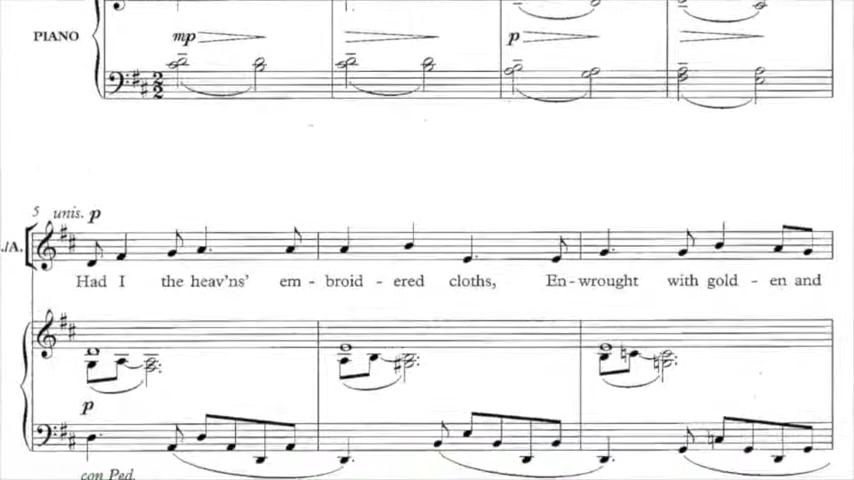 PIANO mp p
5 unis. p
./A.
Had I the heav'ns' em - broid - ered cloths, En - wrought with gold - en and
p
con Ped.